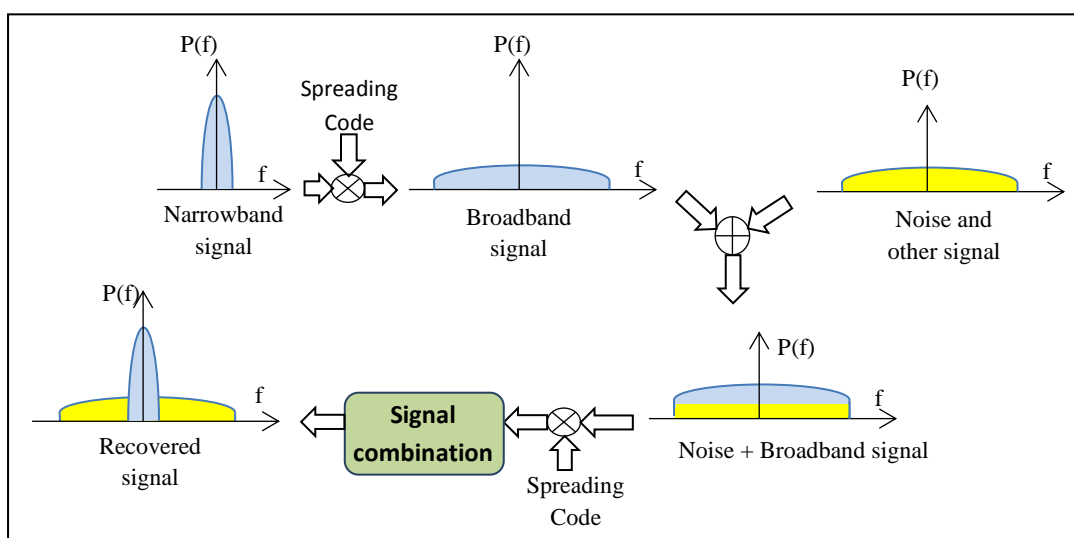 P(f)
f
Narrowband
signal
Spreading
Code
P(f)
f
Broadband
signal
P(f)
f
Noise and
other signal
P(f)
f
Noise + Broadband signal
Spreading
Code
Signal
combination
P(f)
f
Recovered
signal